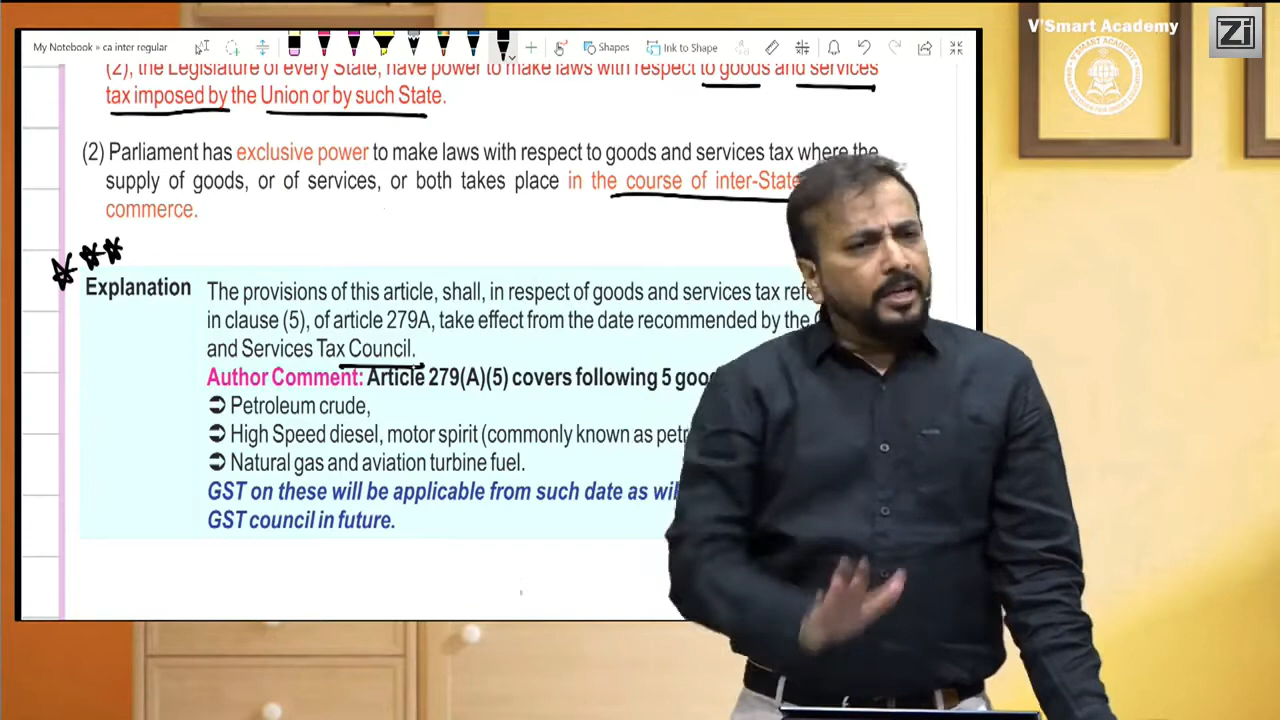 V'Smart Academy
Zi
My Notebook » ca inter regular
Shapes
Ink to Shape
(2), the Legislature of every State, have power to make laws with respect to goods and services
tax imposed by the Union or by such State.
(2) Parliament has exclusive power to make laws with respect to goods and services tax where the
supply of goods, or of services, or both takes place in the course of inter-State
commerce.
Explanation
The provisions of this article, shall, in respect of goods and services tax
in clause (5), of article 279A, take effect from the date recommended by the
and Services Tax Council.
Author Comment: Article 279(A)(5) covers following 5
➲ Petroleum crude,
➲ High Speed diesel, motor spirit (commonly known as
➲ Natural gas and aviation turbine fuel.
GST on these will be applicable from such date as
GST council in future.